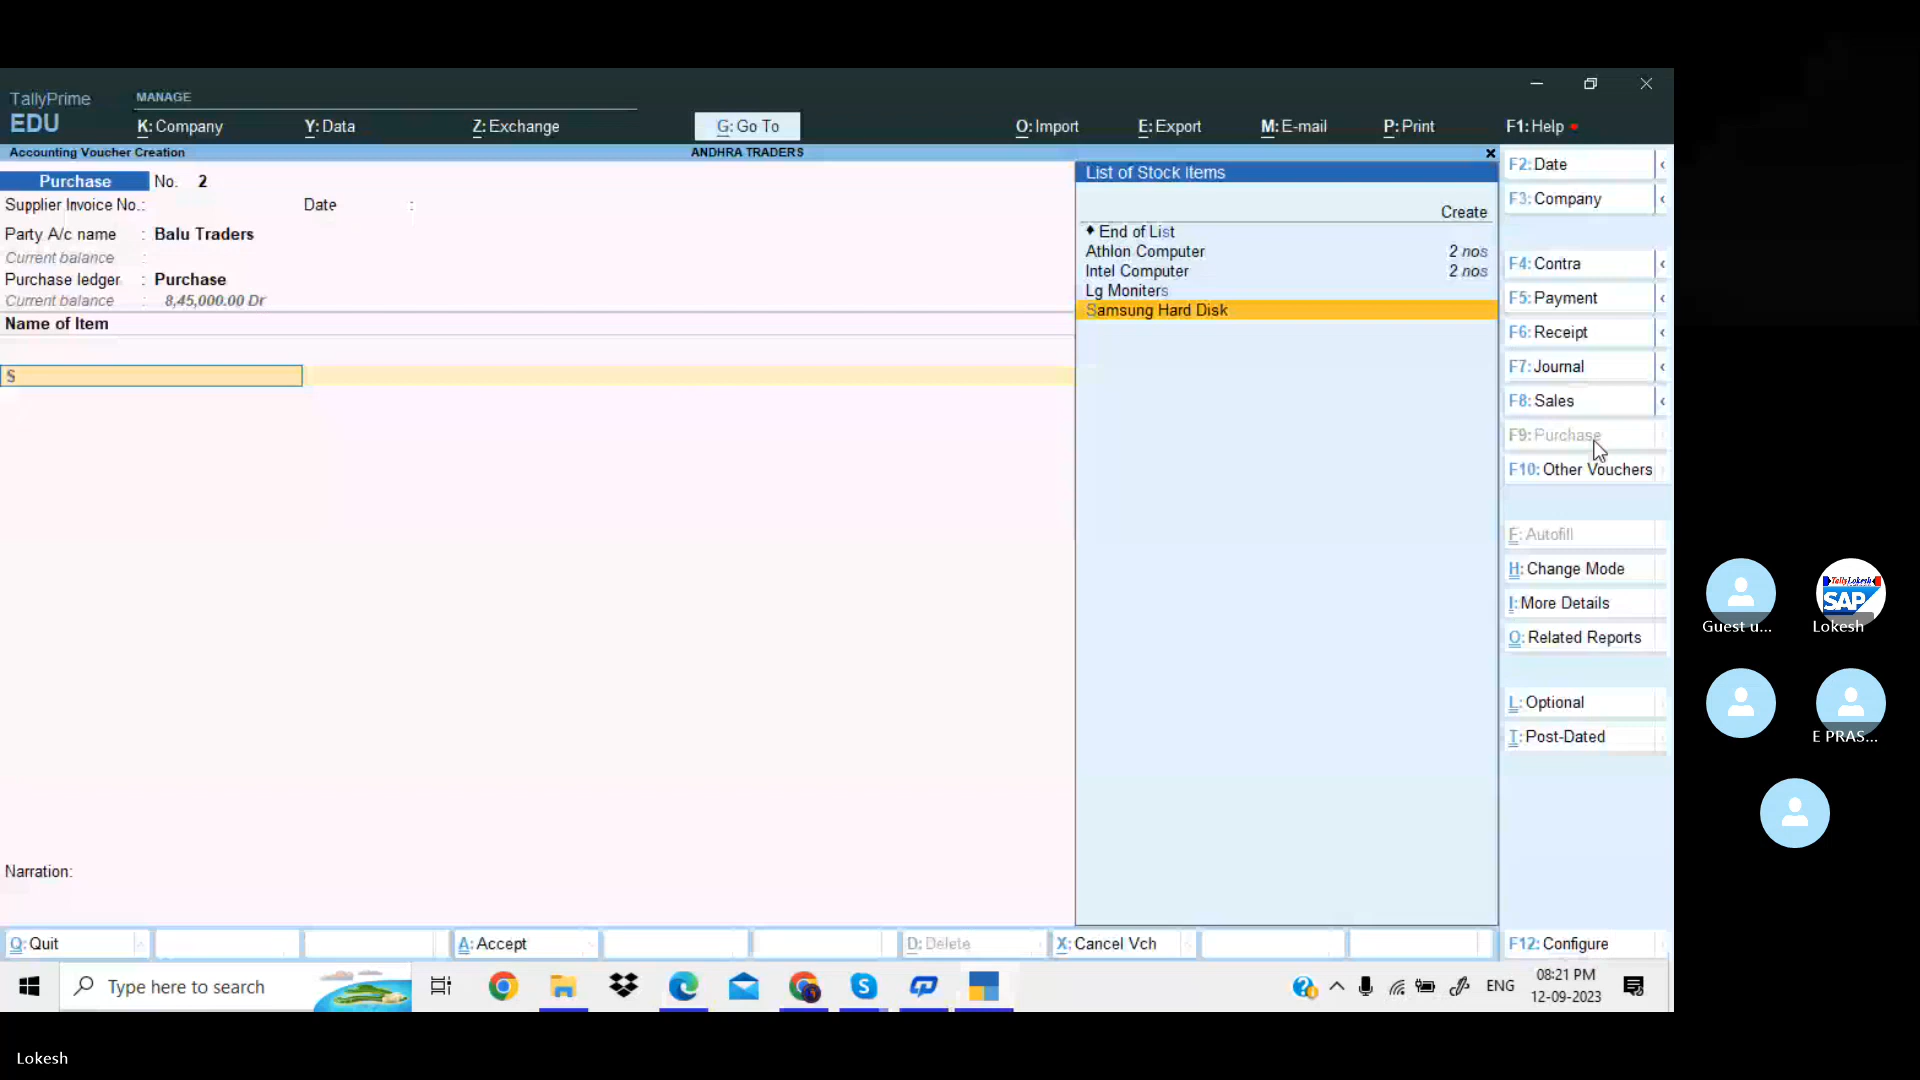 TallyPrime
EDU
MANAGE
K: Company
Y: Data
Z: Exchange
G: Go To
O: Import
E: Export
M: E-mail
P: Print
F1: Help
Accounting Voucher Creation
ANDHRA TRADERS
Purchase No. 2
Supplier Invoice No.:
Date :
Party A/c name : Balu Traders
Current balance :
Purchase ledger : Purchase
Current balance : 8,45,000.00 Dr
Name of Item
S
Narration:
List of Stock Items
Create
♦ End of List
Athlon Computer 2 nos
Intel Computer 2 nos
Lg Moniters
Samsung Hard Disk
F2: Date
F3: Company
F4: Contra
F5: Payment
F6: Receipt
F7: Journal
F8: Sales
F9: Purchase
F10: Other Vouchers
F: Autofill
H: Change Mode
I: More Details
O: Related Reports
L: Optional
T: Post-Dated
Q: Quit
A: Accept
D: Delete
X: Cancel Vch
F12: Configure
Type here to search
ENG
08:21 PM
12-09-2023
Guest u...
TallyLokesh
SAP
Lokesh
E PRAS...
Lokesh